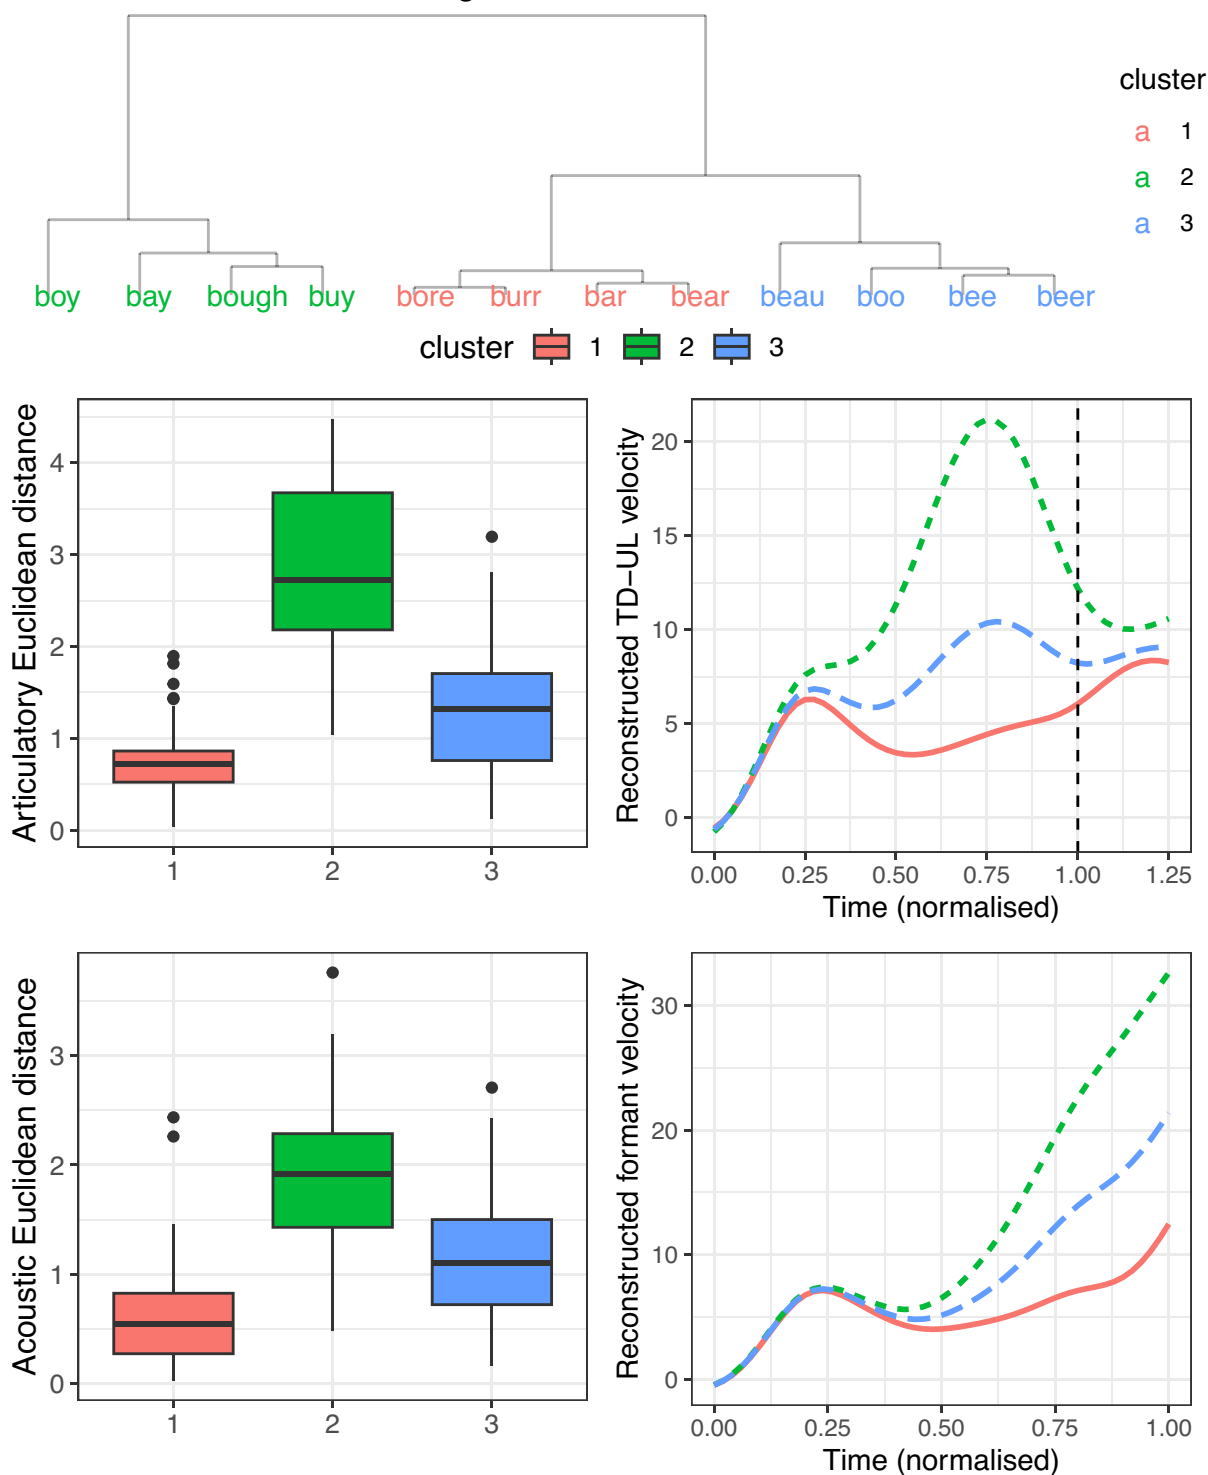 cluster
a 1
a 2
a 3
boy bay bough buy bore burr bar bear beau boo bee beer
cluster 1 2 3
Articulatory Euclidean distance
4
3
2
1
0
1 2 3
Reconstructed TD−UL velocity
20
15
10
5
0
0.00 0.25 0.50 0.75 1.00 1.25
Time (normalised)
Acoustic Euclidean distance
3
2
1
0
1 2 3
Reconstructed formant velocity
30
20
10
0
0.00 0.25 0.50 0.75 1.00
Time (normalised)